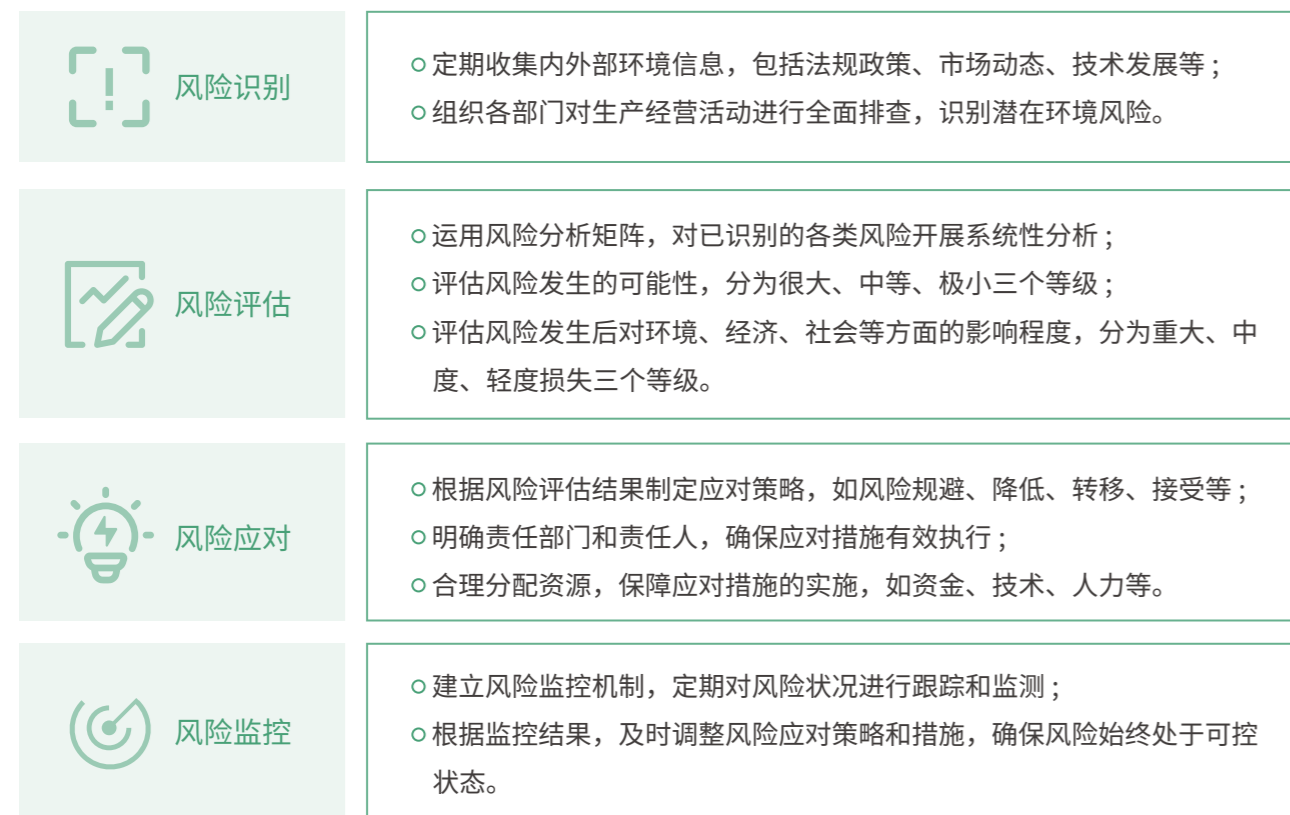 风险识别
○定期收集内外部环境信息，包括法规政策、市场动态、技术发展等；
○组织各部门对生产经营活动进行全面排查，识别潜在环境风险。
风险评估
○运用风险分析矩阵，对已识别的各类风险开展系统性分析；
○评估风险发生的可能性，分为很大、中等、极小三个等级；
○评估风险发生后对环境、经济、社会等方面的影响程度，分为重大、中
度、轻度损失三个等级。
风险应对
○根据风险评估结果制定应对策略，如风险规避、降低、转移、接受等；
○明确责任部门和责任人，确保应对措施有效执行；
○合理分配资源，保障应对措施的实施，如资金、技术、人力等。
风险监控
○建立风险监控机制，定期对风险状况进行跟踪和监测；
○根据监控结果，及时调整风险应对策略和措施，确保风险始终处于可控
状态。